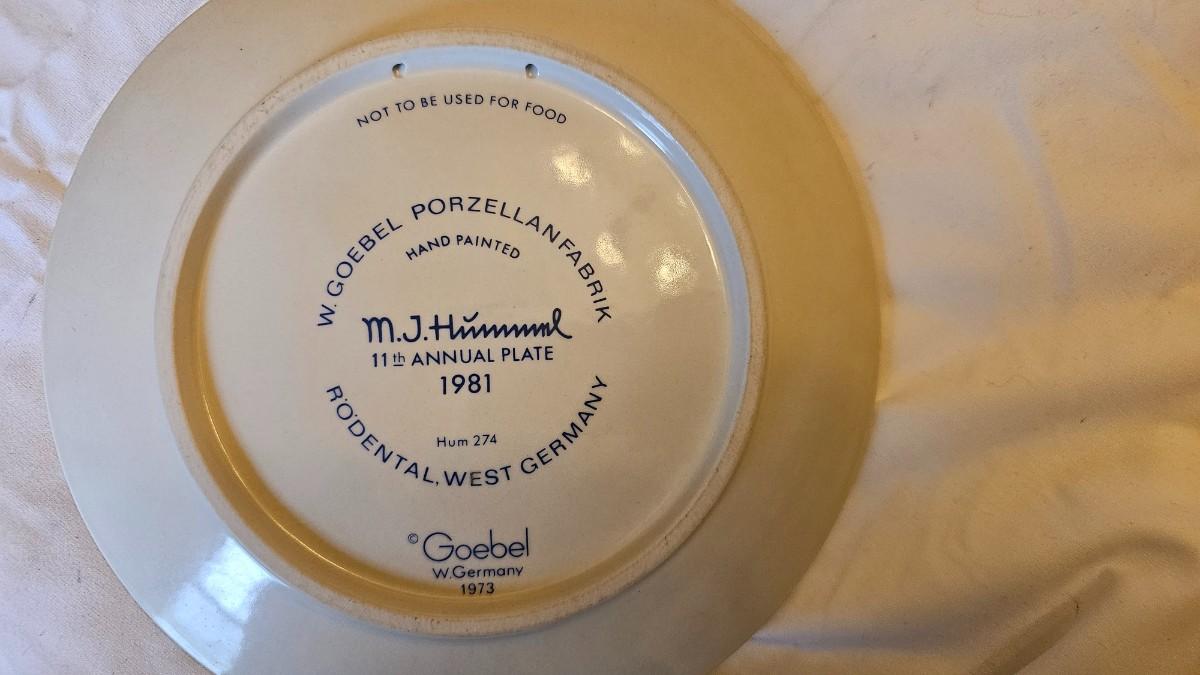 NOT TO BE USED FOR FOOD
W. GOEBEL PORZELLANFABRIK
HAND PAINTED
M.J.Hummel
11th ANNUAL PLATE
1981
Hum 274
RÖDENTAL, WEST GERMANY
© Goebel
W.Germany
1973